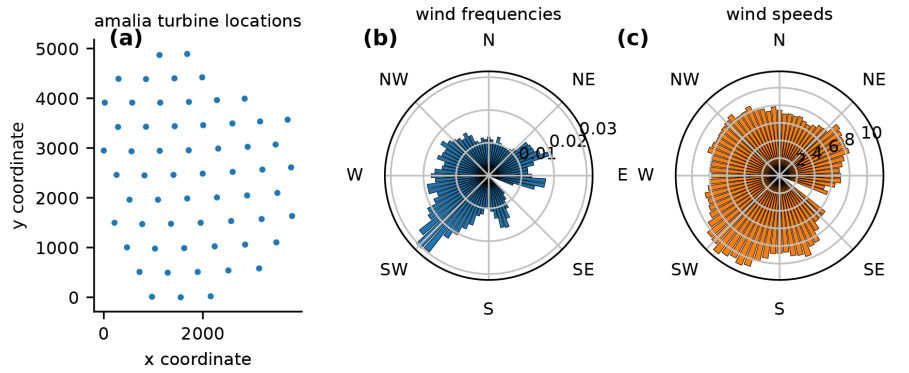 amalia turbine locations
(a)
5000
4000
3000
2000
1000
0
0 2000
x coordinate
y coordinate
wind frequencies
(b)
N
NW NE
0.03
0.02
0.01
W E
SW SE
S
wind speeds
(c)
N
NW NE
2 4 6 8 10
W
SW SE
S